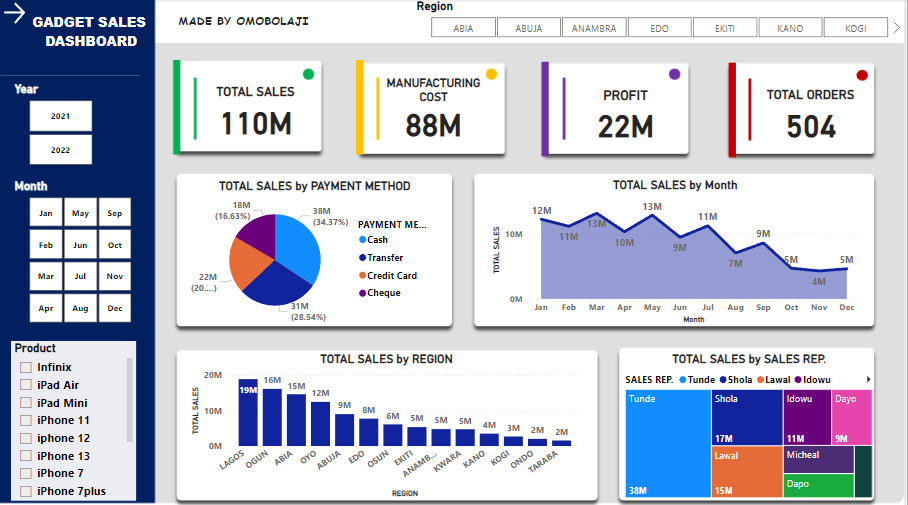 GADGET SALES
DASHBOARD
Year
2021
2022
Month
Jan May Sep
Feb Jun Oct
Mar Jul Nov
Apr Aug Dec
Product
Infinix
iPad Air
iPad Mini
iPhone 11
iphone 12
iPhone 13
iPhone 7
iPhone 7plus
MADE BY OMOBOLAJI
Region
ABIA ABUJA ANAMBRA EDO EKITI KANO KOGI
TOTAL SALES
110M
MANUFACTURING
COST
88M
PROFIT
22M
TOTAL ORDERS
504
TOTAL SALES by PAYMENT METHOD
18M
(16.63%)
38M
(34.37%)
22M
(20....)
31M
(28.54%)
PAYMENT ME...
Cash
Transfer
Credit Card
Cheque
TOTAL SALES by Month
TOTAL SALES
10M
0M
12M 11M 13M 10M 13M 9M 11M 7M 9M 5M 4M 5M
Jan Feb Mar Apr May Jun Jul Aug Sep Oct Nov Dec
Month
TOTAL SALES by REGION
TOTAL SALES
20M
10M
0M
19M 16M 15M 12M 9M 8M 6M 5M 5M 5M 4M 3M 2M 2M
LAGOS OGUN ABIA OYO ABUJA EDO OSUN EKITI ANAMB... KWARA KANO KOGI ONDO TARABA
REGION
TOTAL SALES by SALES REP.
SALES REP. Tunde Shola Lawal Idowu
Tunde
38M
Shola
17M
Lawal
15M
Idowu
11M
Dayo
9M
Micheal
Dapo